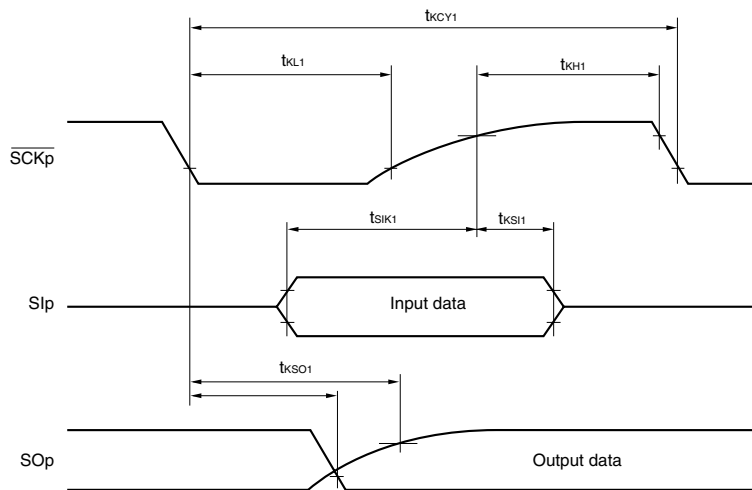 tKCY1
tKL1
tKH1
SCKp
tSIK1
tKSI1
SIp
Input data
tKSO1
SOp
Output data